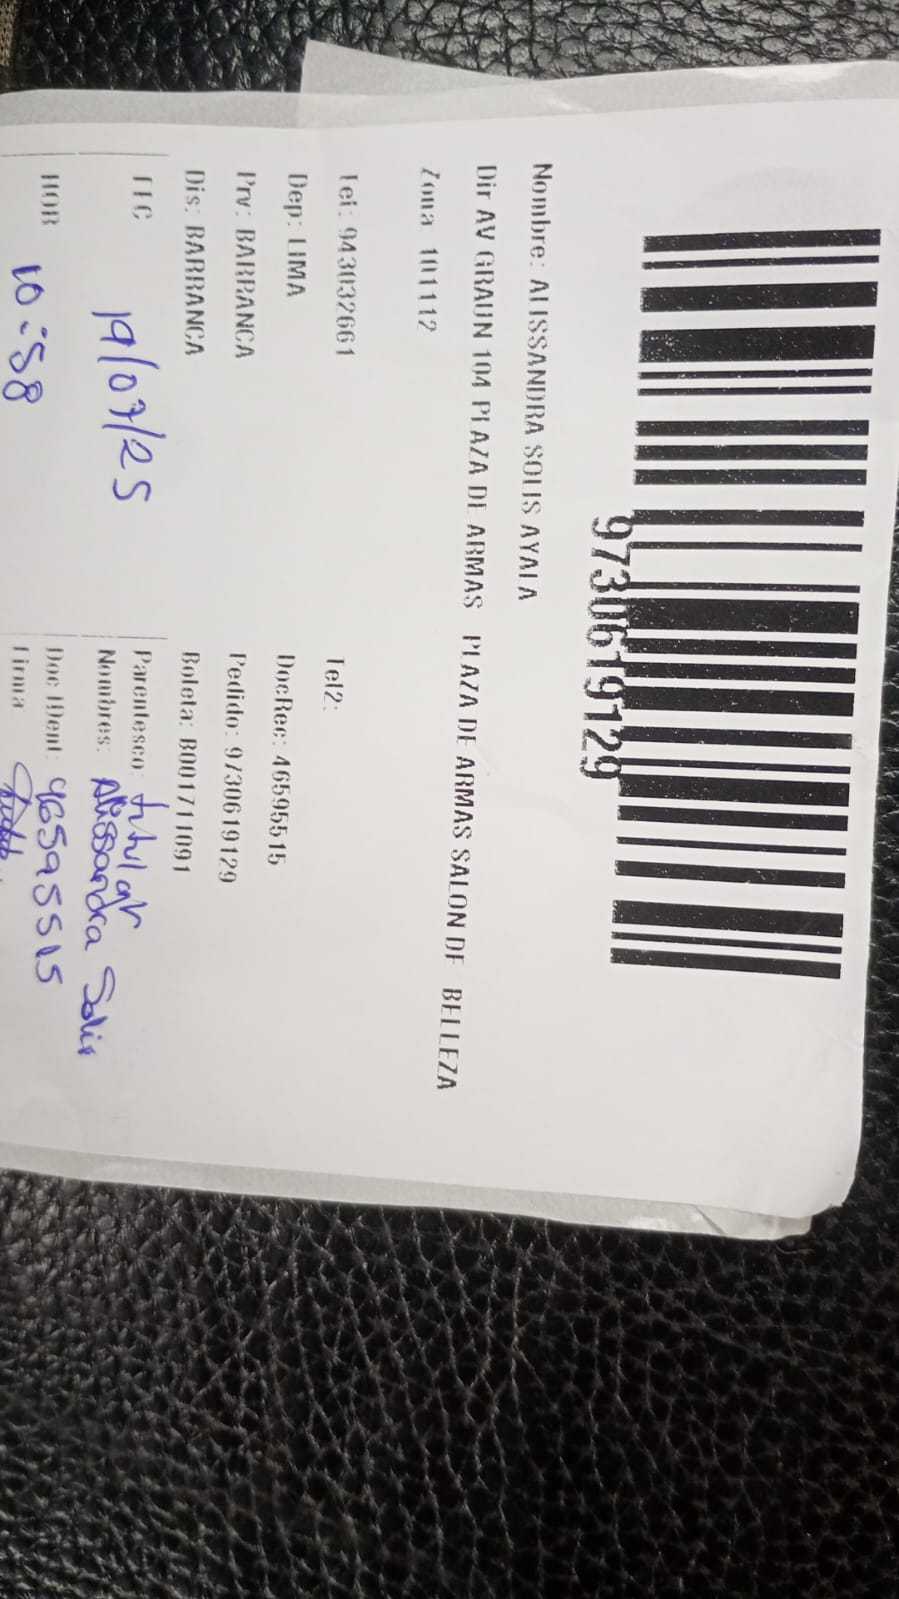 9730619129
Nombre: ALISSANDRA SOLIS AYALA
Dir AV GRAUN 104 PLAZA DE ARMAS PLAZA DE ARMAS SALON DE BELLEZA
Zona 101112
Tel: 943032661 Tel2:
Dep: LIMA DocRec: 46595515
Prv: BARRANCA Pedido: 9730619129
Dis: BARRANCA Boleta: B001711091
FEC 19/07/25 Parentesco: titular
Nombres: Alissandra Solis
HOR 10:58 Doc IDent: 46595515
Firma